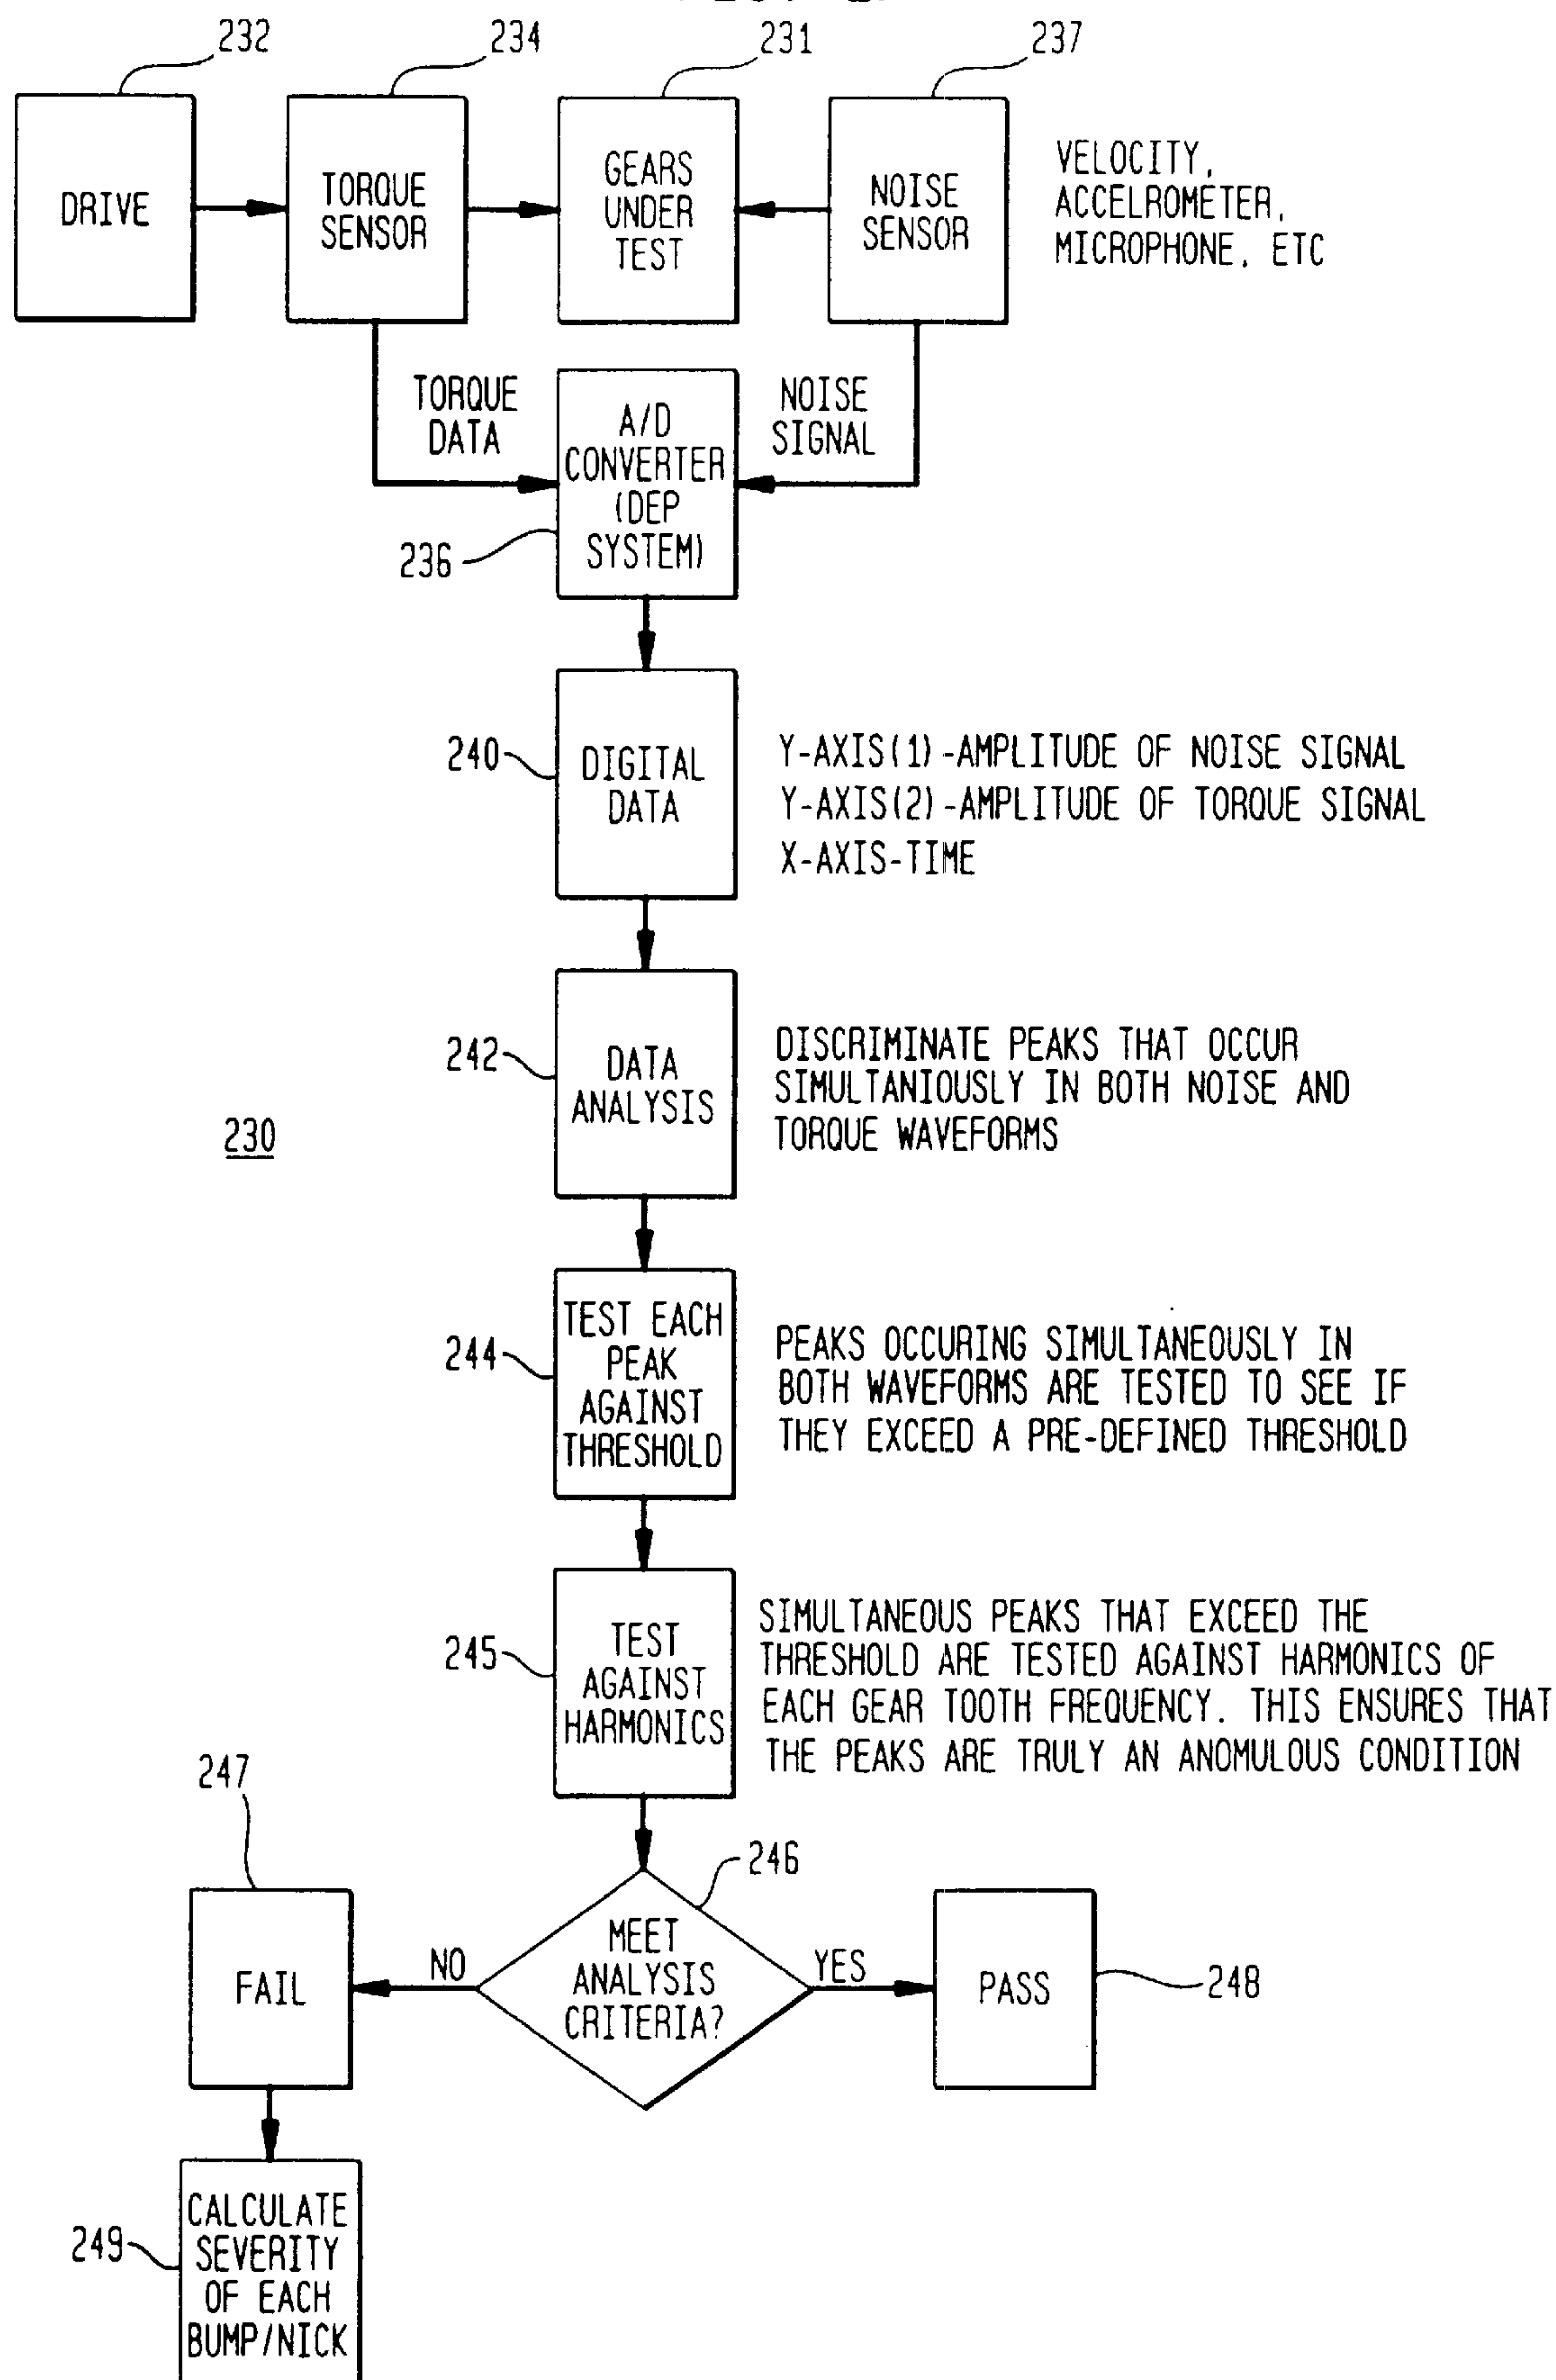 232
234
231
237
DRIVE
TORQUE
SENSOR
GEARS
UNDER
TEST
NOISE
SENSOR
VELOCITY,
ACCELROMETER,
MICROPHONE, ETC
TORQUE
DATA
A/D
CONVERTER
(DEP
SYSTEM)
NOISE
SIGNAL
236
240
DIGITAL
DATA
Y-AXIS(1)-AMPLITUDE OF NOISE SIGNAL
Y-AXIS(2)-AMPLITUDE OF TORQUE SIGNAL
X-AXIS-TIME
242
DATA
ANALYSIS
DISCRIMINATE PEAKS THAT OCCUR
SIMULTANIOUSLY IN BOTH NOISE AND
TORQUE WAVEFORMS
230
244
TEST EACH
PEAK
AGAINST
THRESHOLD
PEAKS OCCURING SIMULTANEOUSLY IN
BOTH WAVEFORMS ARE TESTED TO SEE IF
THEY EXCEED A PRE-DEFINED THRESHOLD
245
TEST
AGAINST
HARMONICS
SIMULTANEOUS PEAKS THAT EXCEED THE
THRESHOLD ARE TESTED AGAINST HARMONICS OF
EACH GEAR TOOTH FREQUENCY. THIS ENSURES THAT
THE PEAKS ARE TRULY AN ANOMULOUS CONDITION
247
246
FAIL
NO
MEET
ANALYSIS
CRITERIA?
YES
PASS
248
249
CALCULATE
SEVERITY
OF EACH
BUMP/NICK